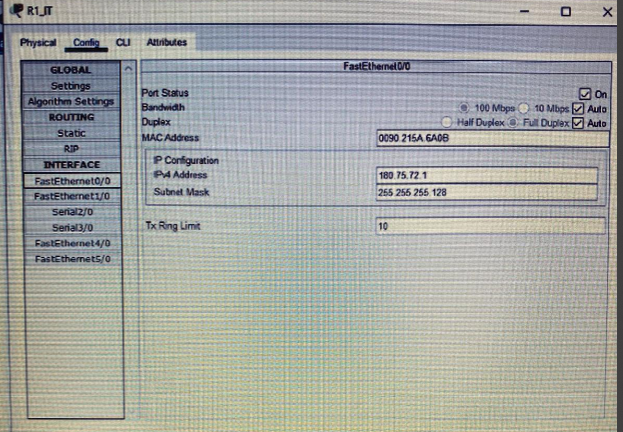 R1_IT
Physical Config CLI Attributes
GLOBAL
Settings
Algorithm Settings
ROUTING
Static
RIP
INTERFACE
FastEthernet0/0
FastEthernet1/0
Serial2/0
Serial3/0
FastEthernet4/0
FastEthernet5/0
FastEthernet0/0
Port Status On
Bandwidth 100 Mbps 10 Mbps Auto
Duplex Half Duplex Full Duplex Auto
MAC Address 0090.215A.6A0B
IP Configuration
IPv4 Address 180.75.72.1
Subnet Mask 255.255.255.128
Tx Ring Limit 10